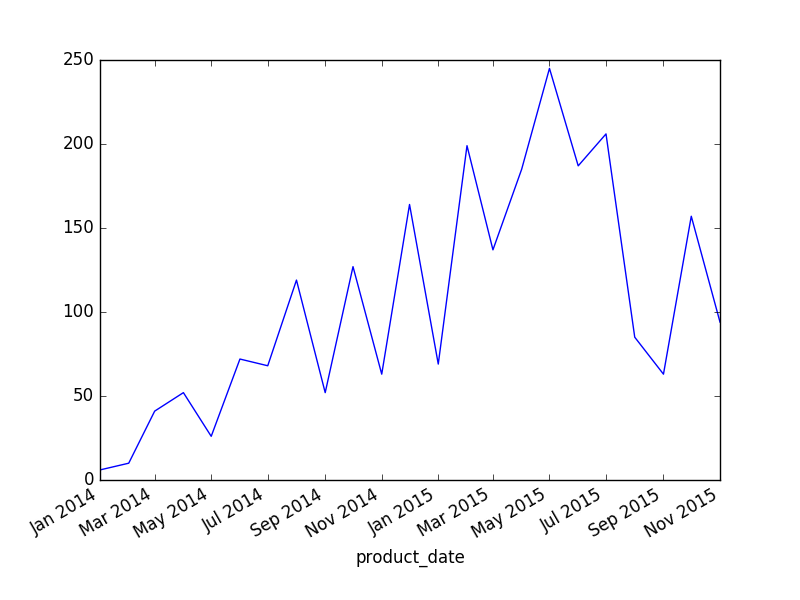 250
200
150
100
50
0
Jan 2014
Mar 2014
May 2014
Jul 2014
Sep 2014
Nov 2014
Jan 2015
Mar 2015
May 2015
Jul 2015
Sep 2015
Nov 2015
product_date